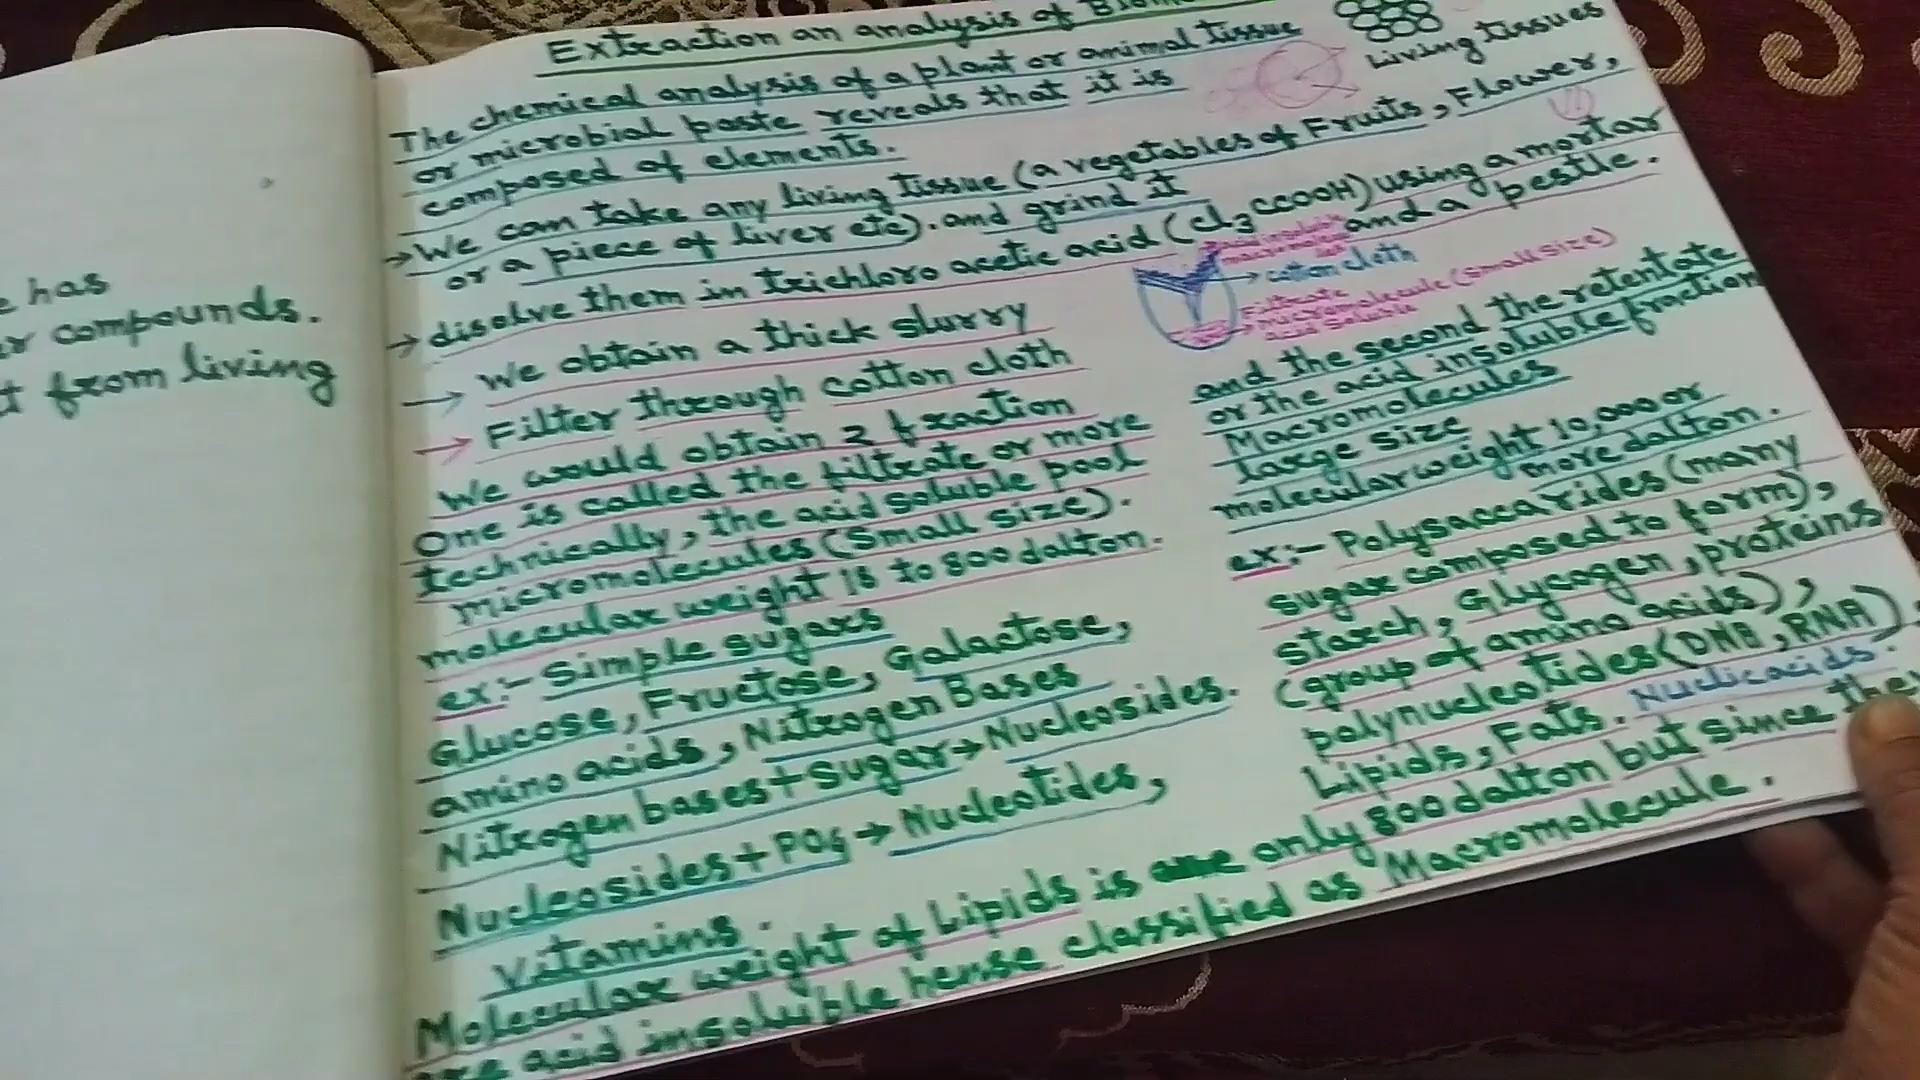 e has
er compounds.
t from living
Extraction an analysis of
Living tissues
The chemical analysis of a plant or animal tissue
or microbial paste reveals that it is
composed of elements.
→ We can take any living tissue (a vegetables of Fruits, Flower,
or a piece of liver etc). and grind it
→ disolve them in trichloro acetic acid (cl3ccooH) using a mortar
and a pestle.
→ We obtain a thick slurry
→ Filter through cotton cloth
We would obtain 2 fraction
One is called the filtrate or more
technically, the acid soluble pool
micromolecules (Small size).
molecular weight 18 to 800 dalton.
ex:- Simple sugars
Glucose, Fructose, Galactose,
amino acids, Nitrogen Bases
Nitrogen bases + Sugar → Nucleosides.
Nucleosides + PO4 → Nucleotides,
Vitamins.
cotton cloth
Filtrate
micromolecule (small size)
acid soluble
and the second the retentate
or the acid insoluble fraction
Macromolecules
large size
molecular weight 10,000 or
more dalton.
ex:- Polysaccarides (many
sugar composed to form),
starch, Glycogen, proteins
(group of amino acids),
polynucleotides (DNA, RNA).
Lipids, Fats. Nuclicacids.
Molecular weight of Lipids is only 800 dalton but since they
are acid insoluble hense classified as Macromolecule.